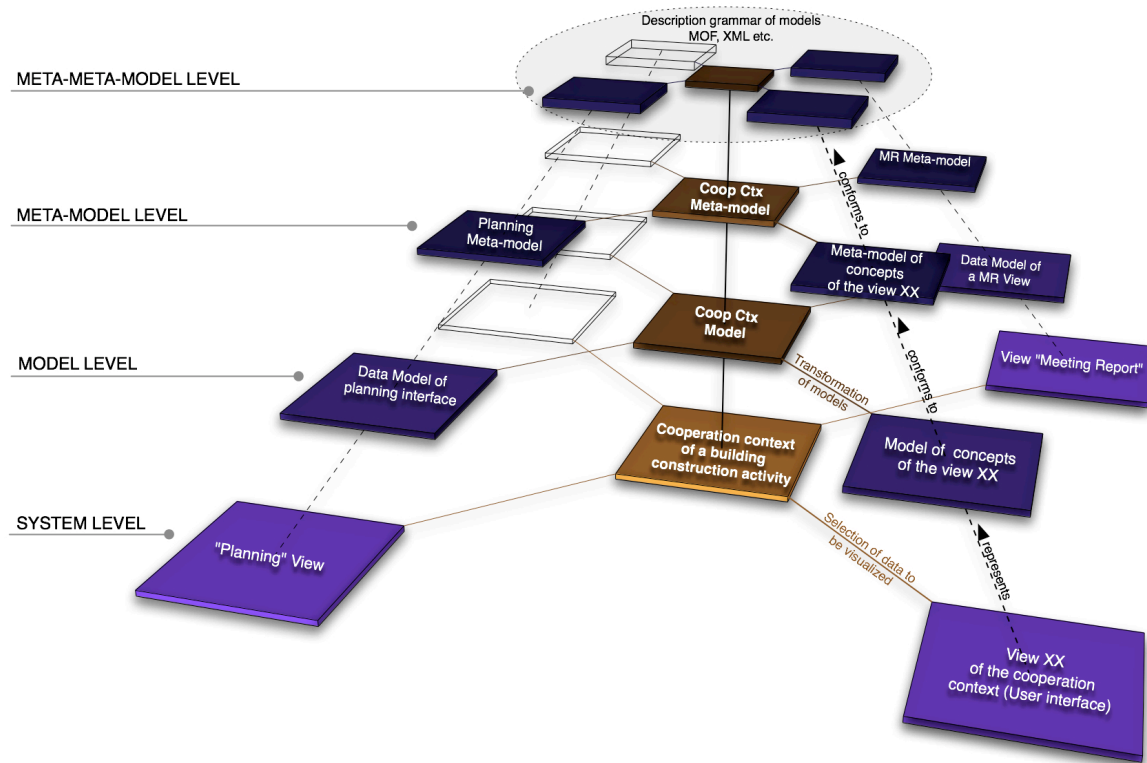 Description grammar of models
MOF, XML etc.
META-META-MODEL LEVEL
MR Meta-model
conforms to
Coop Ctx
Meta-model
META-MODEL LEVEL
Planning
Meta-model
Meta-model of
concepts
of the view XX
Data Model of
a MR View
Coop Ctx
Model
View "Meeting Report"
MODEL LEVEL
Data Model of
planning interface
Transformation
of models
conforms to
Cooperation context
of a building
construction activity
Model of  concepts
of the view XX
SYSTEM LEVEL
"Planning" View
Selection of data to
be visualized
represents
View XX
of the cooperation
context (User interface)